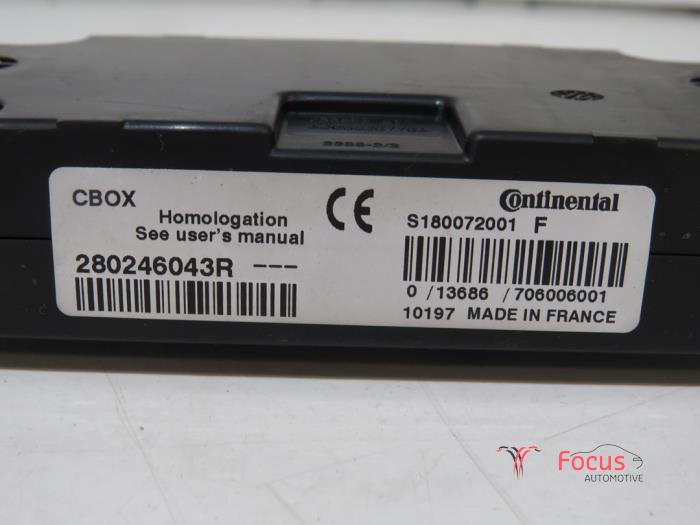 CBOX
Homologation
See user's manual
280246043R ---
CE
Continental
S180072001 F
0 /13686 /706006001
10197 MADE IN FRANCE
Focus
AUTOMOTIVE